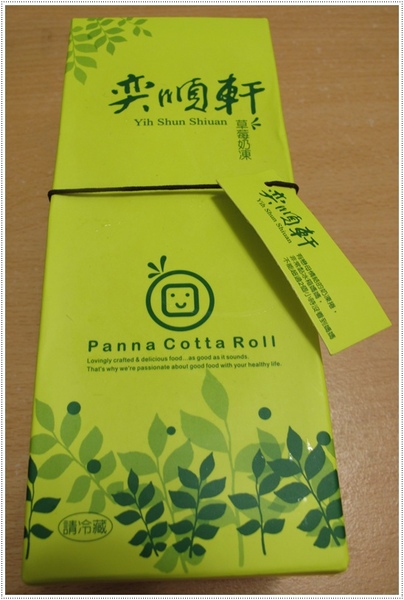 奕順軒
Yih Shun Shiuan
草莓奶凍
奕順軒
Yih Shun Shiuan
Panna Cotta Roll
Lovingly crafted & delicious food...as good as it sounds.
That's why we're passionate about good food with your healthy life.
請冷藏